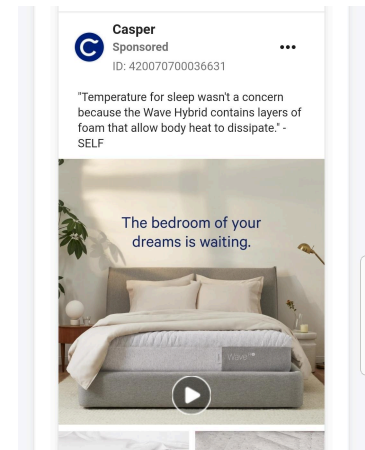 Casper
Sponsored
ID: 420070700036631
"Temperature for sleep wasn't a concern
because the Wave Hybrid contains layers of
foam that allow body heat to dissipate." -
SELF
The bedroom of your
dreams is waiting.
Wave